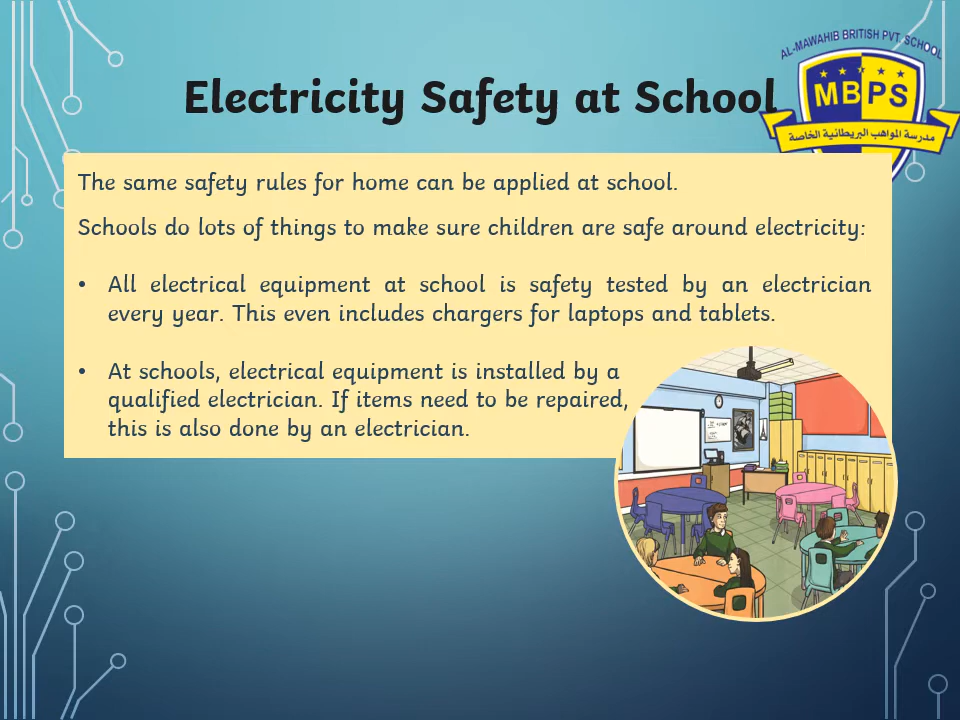 AL-MAWAHIB BRITISH PVT. SCHOOL
MBPS
مدرسة المواهب البريطانية الخاصة
Electricity Safety at School
The same safety rules for home can be applied at school.
Schools do lots of things to make sure children are safe around electricity:
• All electrical equipment at school is safety tested by an electrician
every year. This even includes chargers for laptops and tablets.
• At schools, electrical equipment is installed by a
qualified electrician. If items need to be repaired,
this is also done by an electrician.